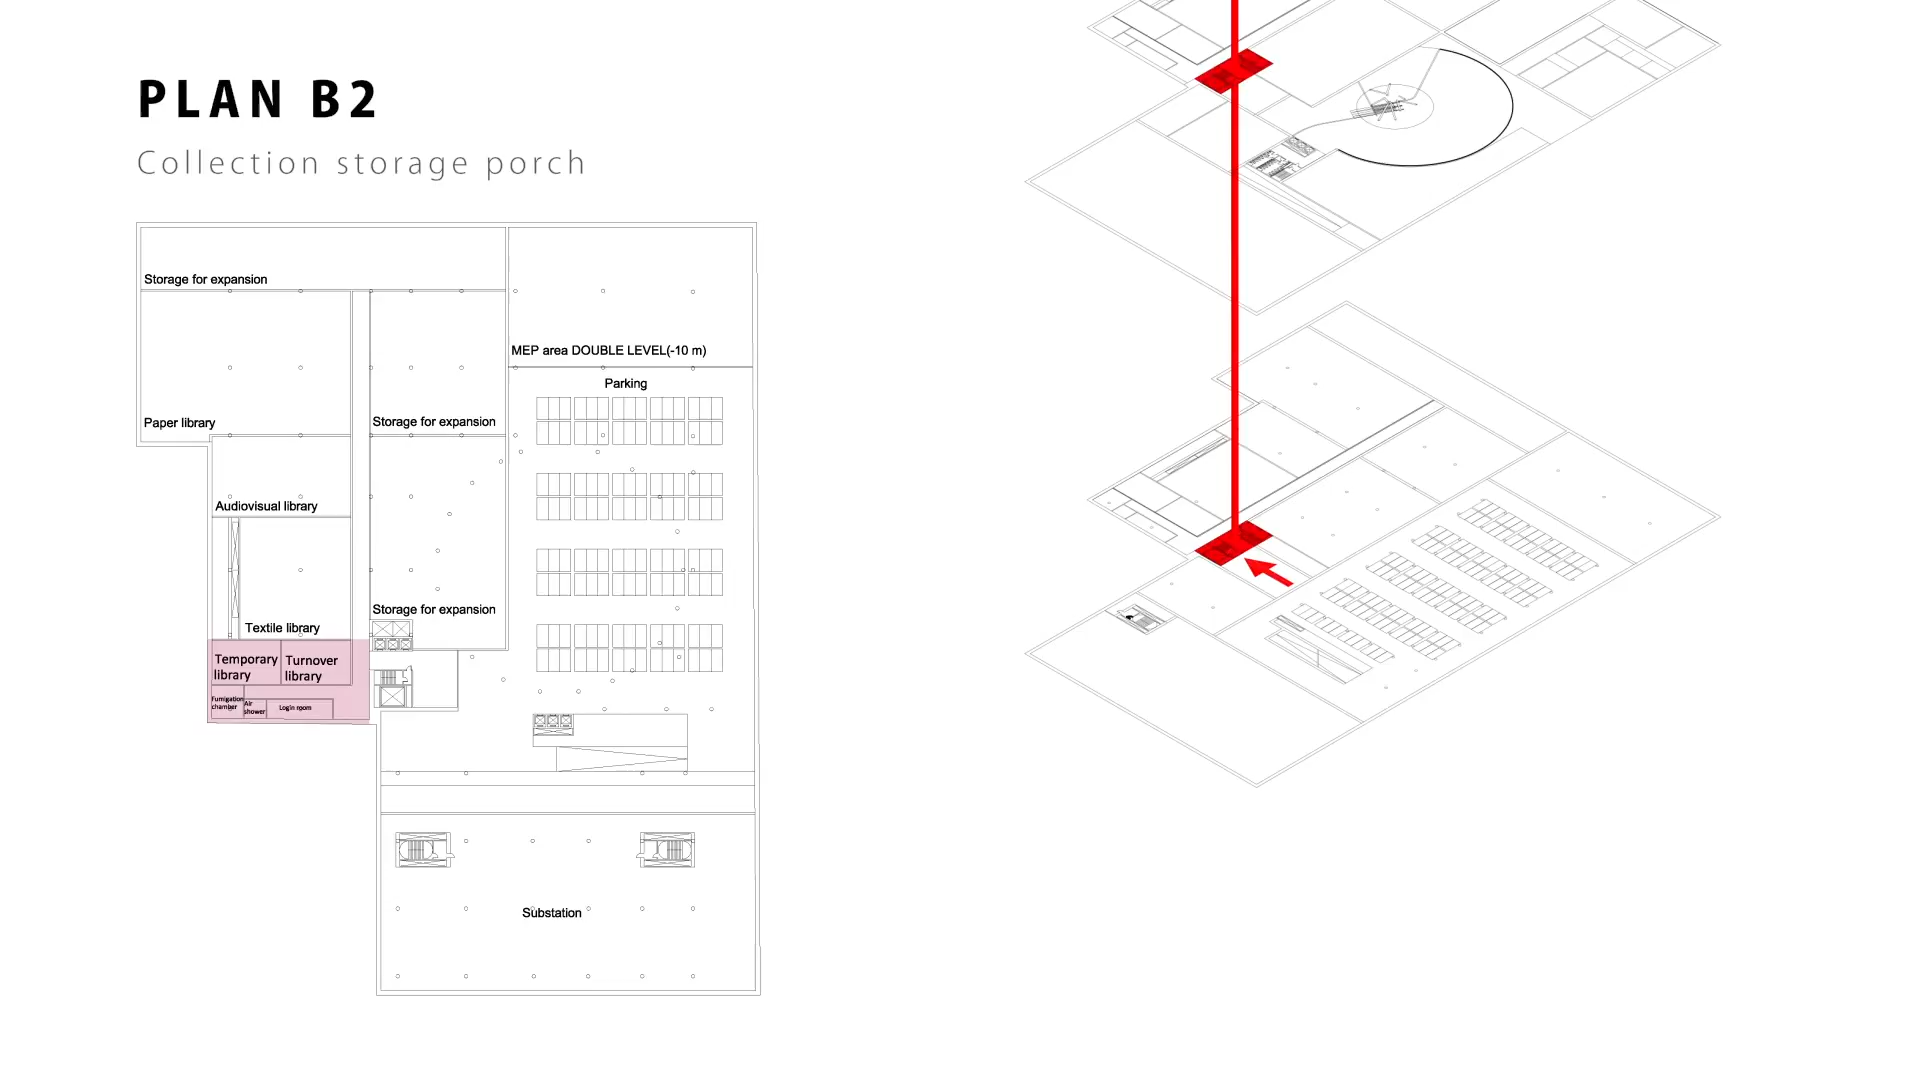 PLAN B2
Collection storage porch
Storage for expansion
MEP area DOUBLE LEVEL(-10 m)
Parking
Paper library
Storage for expansion
Audiovisual library
Storage for expansion
Textile library
Temporary
library
Turnover
library
Fumigation
chamber
Air
shower
Login room
Substation